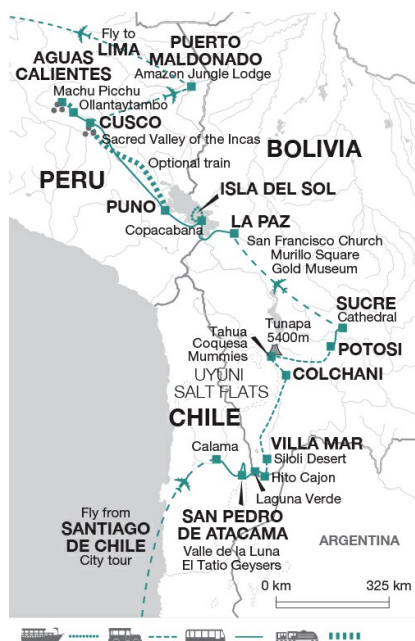 Fly to
LIMA
PUERTO
MALDONADO
Amazon Jungle Lodge
AGUAS
CALIENTES
Machu Picchu
Ollantaytambo
CUSCO
Sacred Valley of the Incas
Optional train
BOLIVIA
PERU
ISLA DEL SOL
PUNO
Copacabana
LA PAZ
San Francisco Church
Murillo Square
Gold Museum
SUCRE
Cathedral
Tunapa
5400m
Tahua
Coquesa
Mummies
POTOSI
UYUNI
SALT FLATS
COLCHANI
CHILE
Calama
VILLA MAR
Siloli Desert
Hito Cajon
Laguna Verde
Fly from
SANTIAGO
DE CHILE
City tour
SAN PEDRO
DE ATACAMA
Valle de la Luna
El Tatio Geysers
ARGENTINA
0 km 325 km